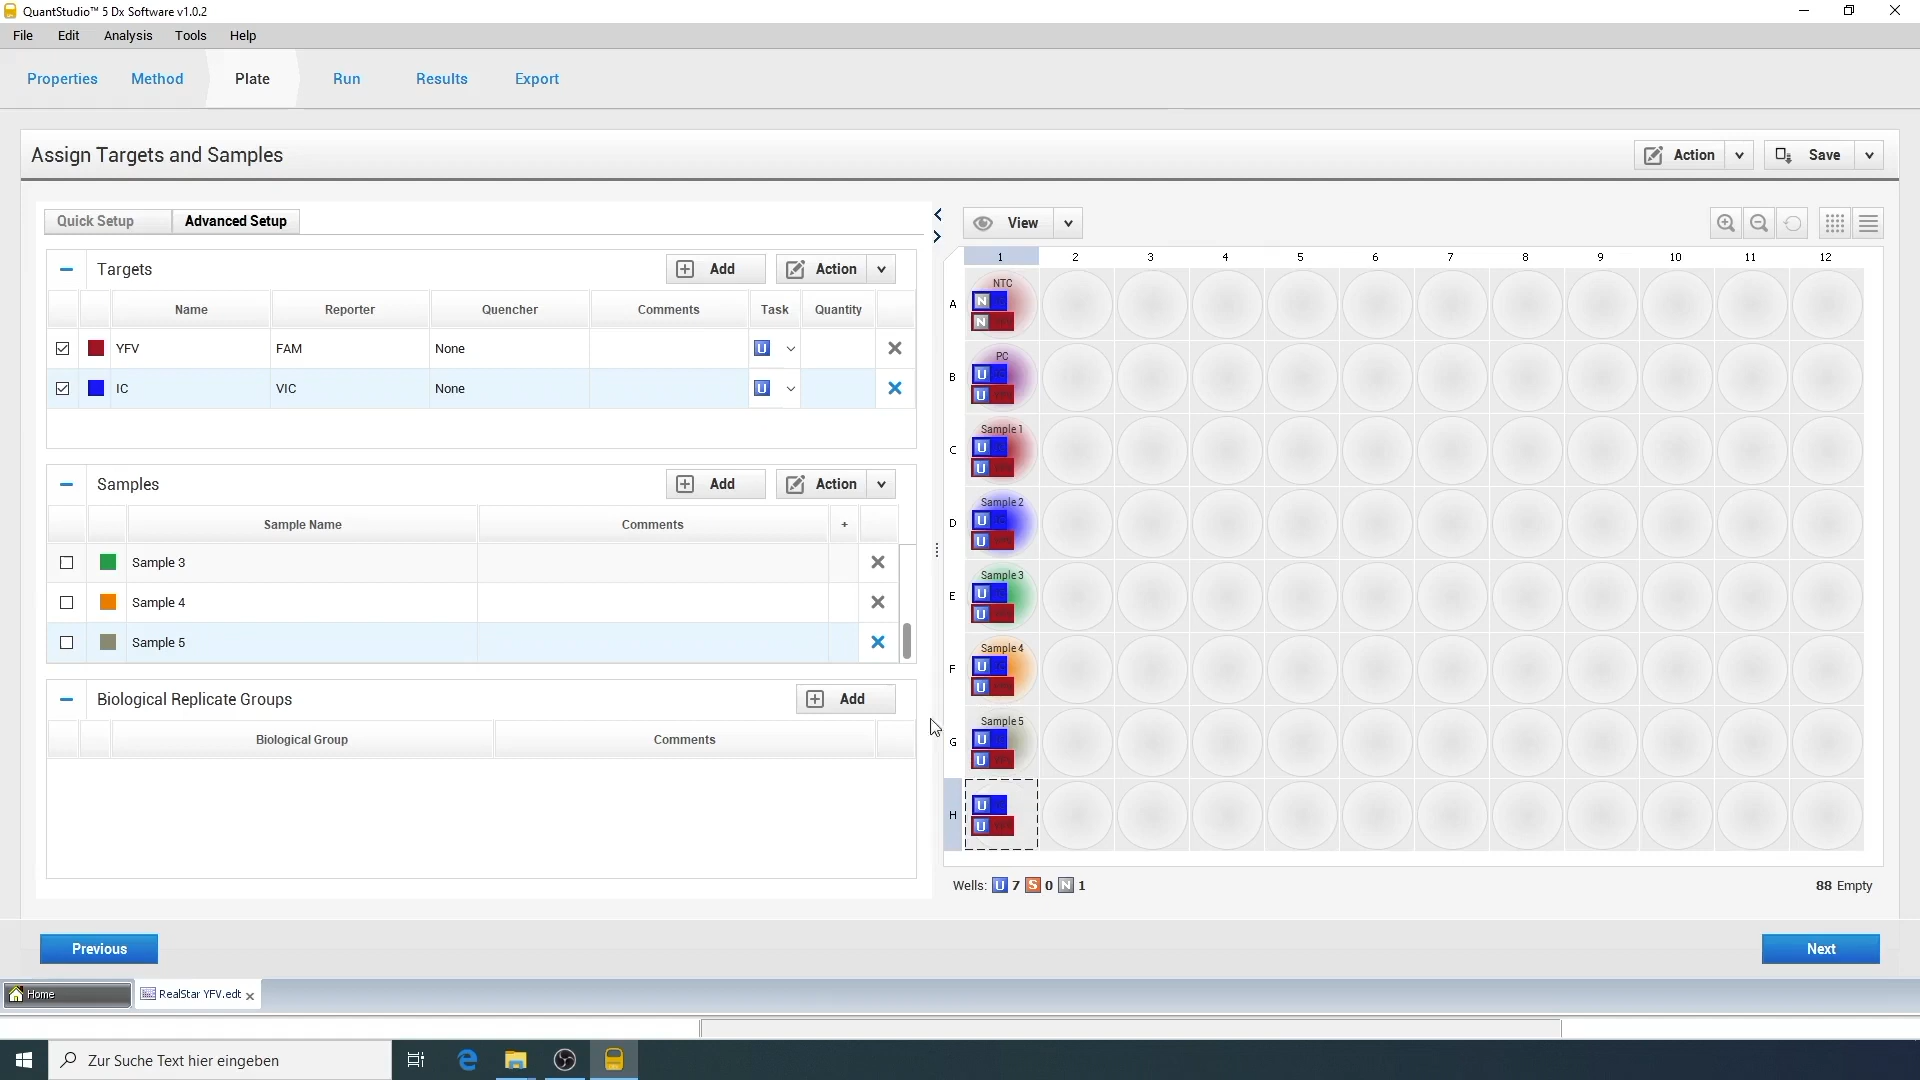 QuantStudio™ 5 Dx Software v1.0.2
File Edit Analysis Tools Help
Properties Method Plate Run Results Export
Assign Targets and Samples
Action Save
Quick Setup Advanced Setup
View
Targets
Add Action
Name Reporter Quencher Comments Task Quantity
YFV FAM None U
IC VIC None U
Samples
Add Action
Sample Name Comments +
Sample 3
Sample 4
Sample 5
Biological Replicate Groups
Add
Biological Group Comments
1 2 3 4 5 6 7 8 9 10 11 12
A
NTC
N
N
B
PC
U
U
C
Sample 1
U
U
D
Sample 2
U
U
E
Sample 3
U
U
F
Sample 4
U
U
G
Sample 5
U
U
H
U
U
Wells: U 7 S 0 N 1
88 Empty
Previous
Next
Home
RealStar YFV.edt
Zur Suche Text hier eingeben